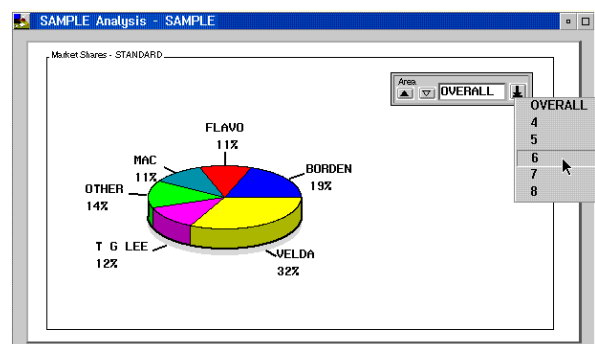 SAMPLE Analysis - SAMPLE
Market Shares - STANDARD
Area
OVERALL
OVERALL
4
5
6
7
8
FLAVO
11%
MAC
11%
BORDEN
19%
OTHER
14%
T G LEE
12%
VELDA
32%